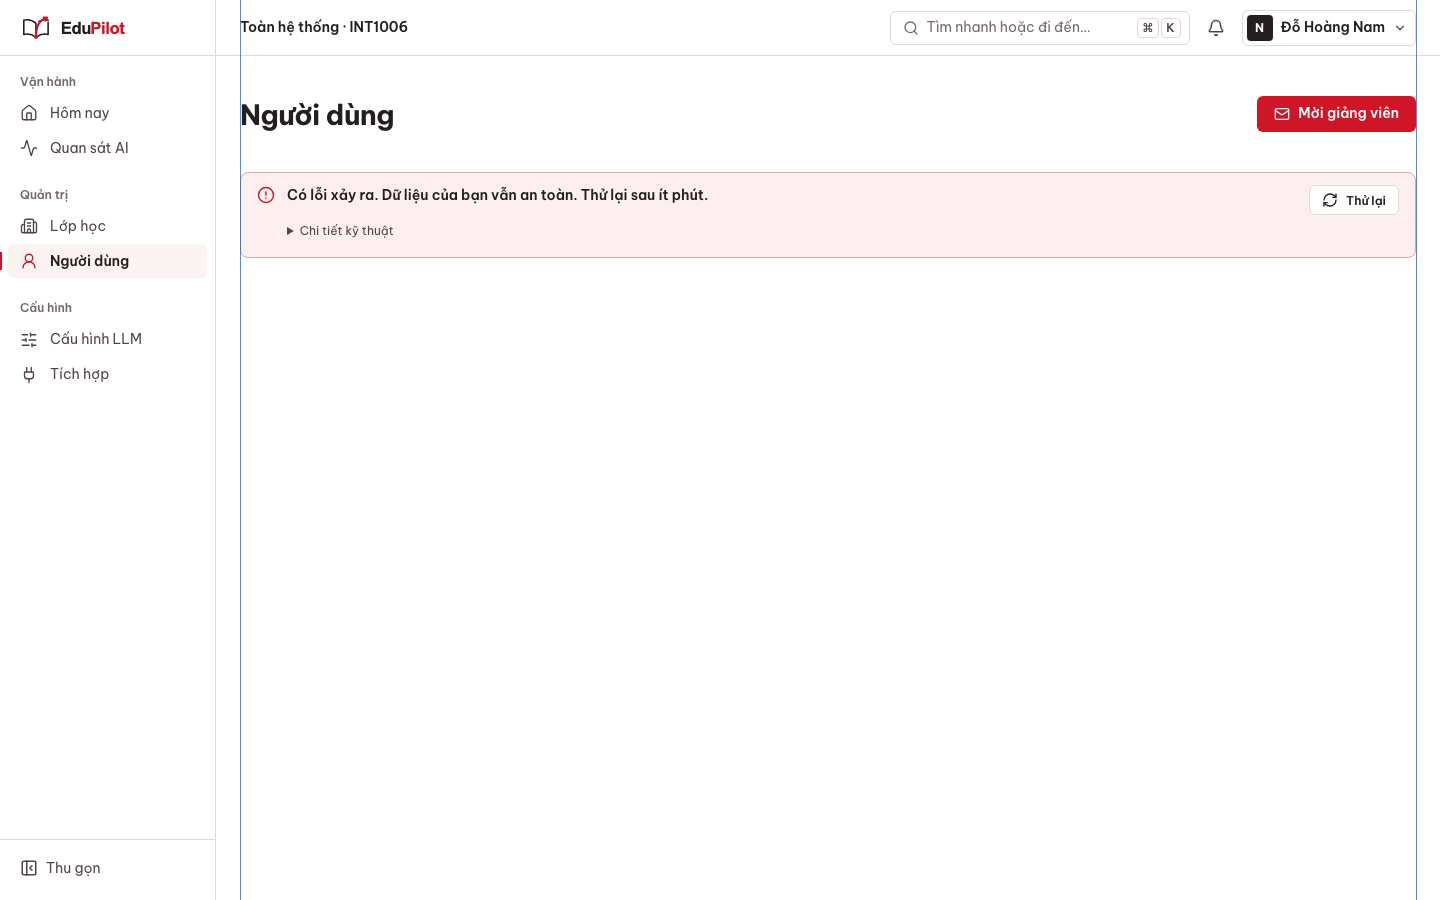 EduPilot
Toàn hệ thống · INT1006
Tìm nhanh hoặc đi đến...
⌘ K
N
Đỗ Hoàng Nam
Vận hành
Hôm nay
Quan sát AI
Quản trị
Lớp học
Người dùng
Cấu hình
Cấu hình LLM
Tích hợp
Thu gọn
Người dùng
Mời giảng viên
Có lỗi xảy ra. Dữ liệu của bạn vẫn an toàn. Thử lại sau ít phút.
Thử lại
Chi tiết kỹ thuật